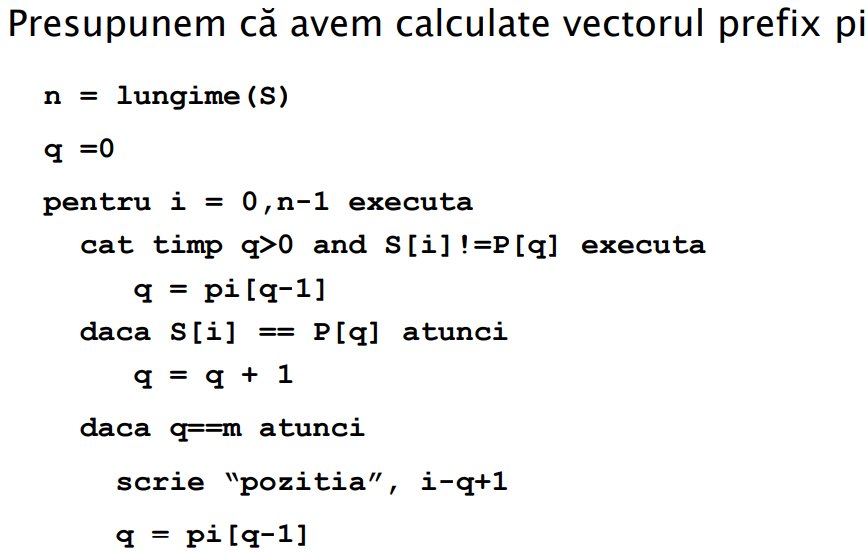 Presupunem că avem calculate vectorul prefix pi
n = lungime(S)
q =0
pentru i = 0,n-1 executa
cat timp q>0 and S[i]!=P[q] executa
q = pi[q-1]
daca S[i] == P[q] atunci
q = q + 1
daca q==m atunci
scrie “pozitia”, i-q+1
q = pi[q-1]